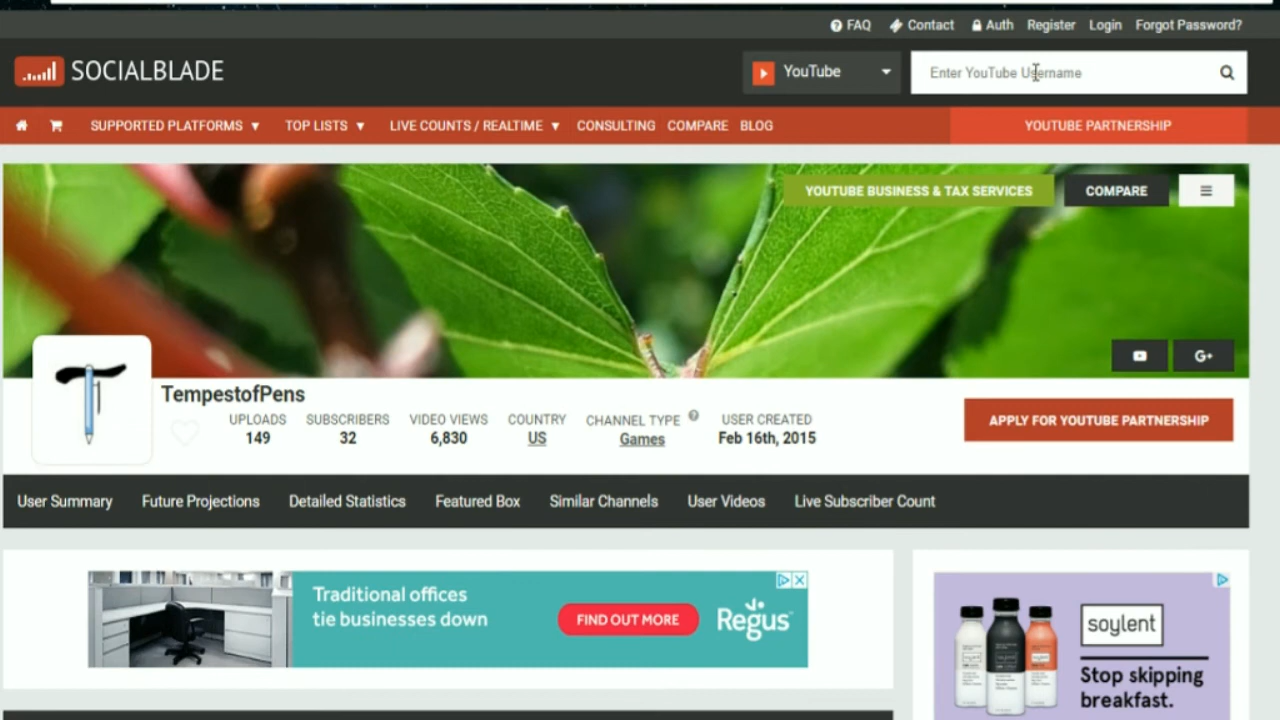 FAQ Contact Auth Register Login Forgot Password?
SOCIALBLADE
YouTube
Enter YouTube Username
SUPPORTED PLATFORMS TOP LISTS LIVE COUNTS / REALTIME CONSULTING COMPARE BLOG YOUTUBE PARTNERSHIP
YOUTUBE BUSINESS & TAX SERVICES COMPARE
G+
TempestofPens
UPLOADS SUBSCRIBERS VIDEO VIEWS COUNTRY CHANNEL TYPE USER CREATED
149 32 6,830 US Games Feb 16th, 2015
APPLY FOR YOUTUBE PARTNERSHIP
User Summary Future Projections Detailed Statistics Featured Box Similar Channels User Videos Live Subscriber Count
Traditional offices
tie businesses down
FIND OUT MORE
Regus
soylent
Stop skipping
breakfast.